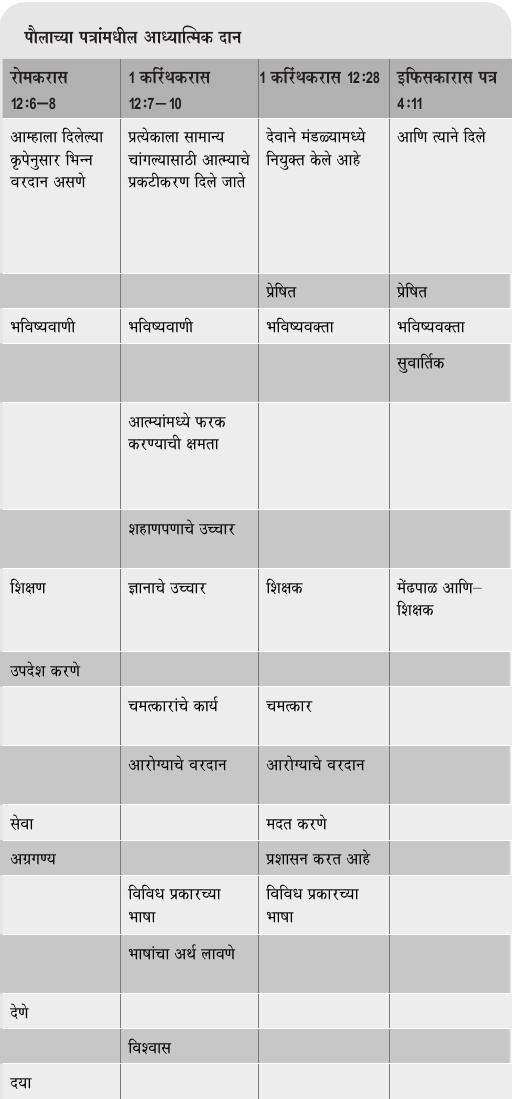 पौलाच्या पत्रांमधील आध्यात्मिक दान
रोमकरास 1 करिंथकरास 1 करिंथकरास 12:28 इफिसकारास पत्र
12:6–8 12:7–10 4:11
आम्हाला दिलेल्या प्रत्येकाला सामान्य देवाने मंडळ्यामध्ये आणि त्याने दिले
कृपेनुसार भिन्न चांगल्यासाठी आत्म्याचे नियुक्त केले आहे
वरदान असणे प्रकटीकरण दिले जाते
प्रेषित प्रेषित
भविष्यवाणी भविष्यवाणी भविष्यवक्ता भविष्यवक्ता
सुवार्तिक
आत्म्यांमध्ये फरक
करण्याची क्षमता
शहाणपणाचे उच्चार
शिक्षण ज्ञानाचे उच्चार शिक्षक मेंढपाळ आणि–
शिक्षक
उपदेश करणे
चमत्कारांचे कार्य चमत्कार
आरोग्याचे वरदान आरोग्याचे वरदान
सेवा मदत करणे
अग्रगण्य प्रशासन करत आहे
विविध प्रकारच्या विविध प्रकारच्या
भाषा भाषा
भाषांचा अर्थ लावणे
देणे
विश्वास
दया